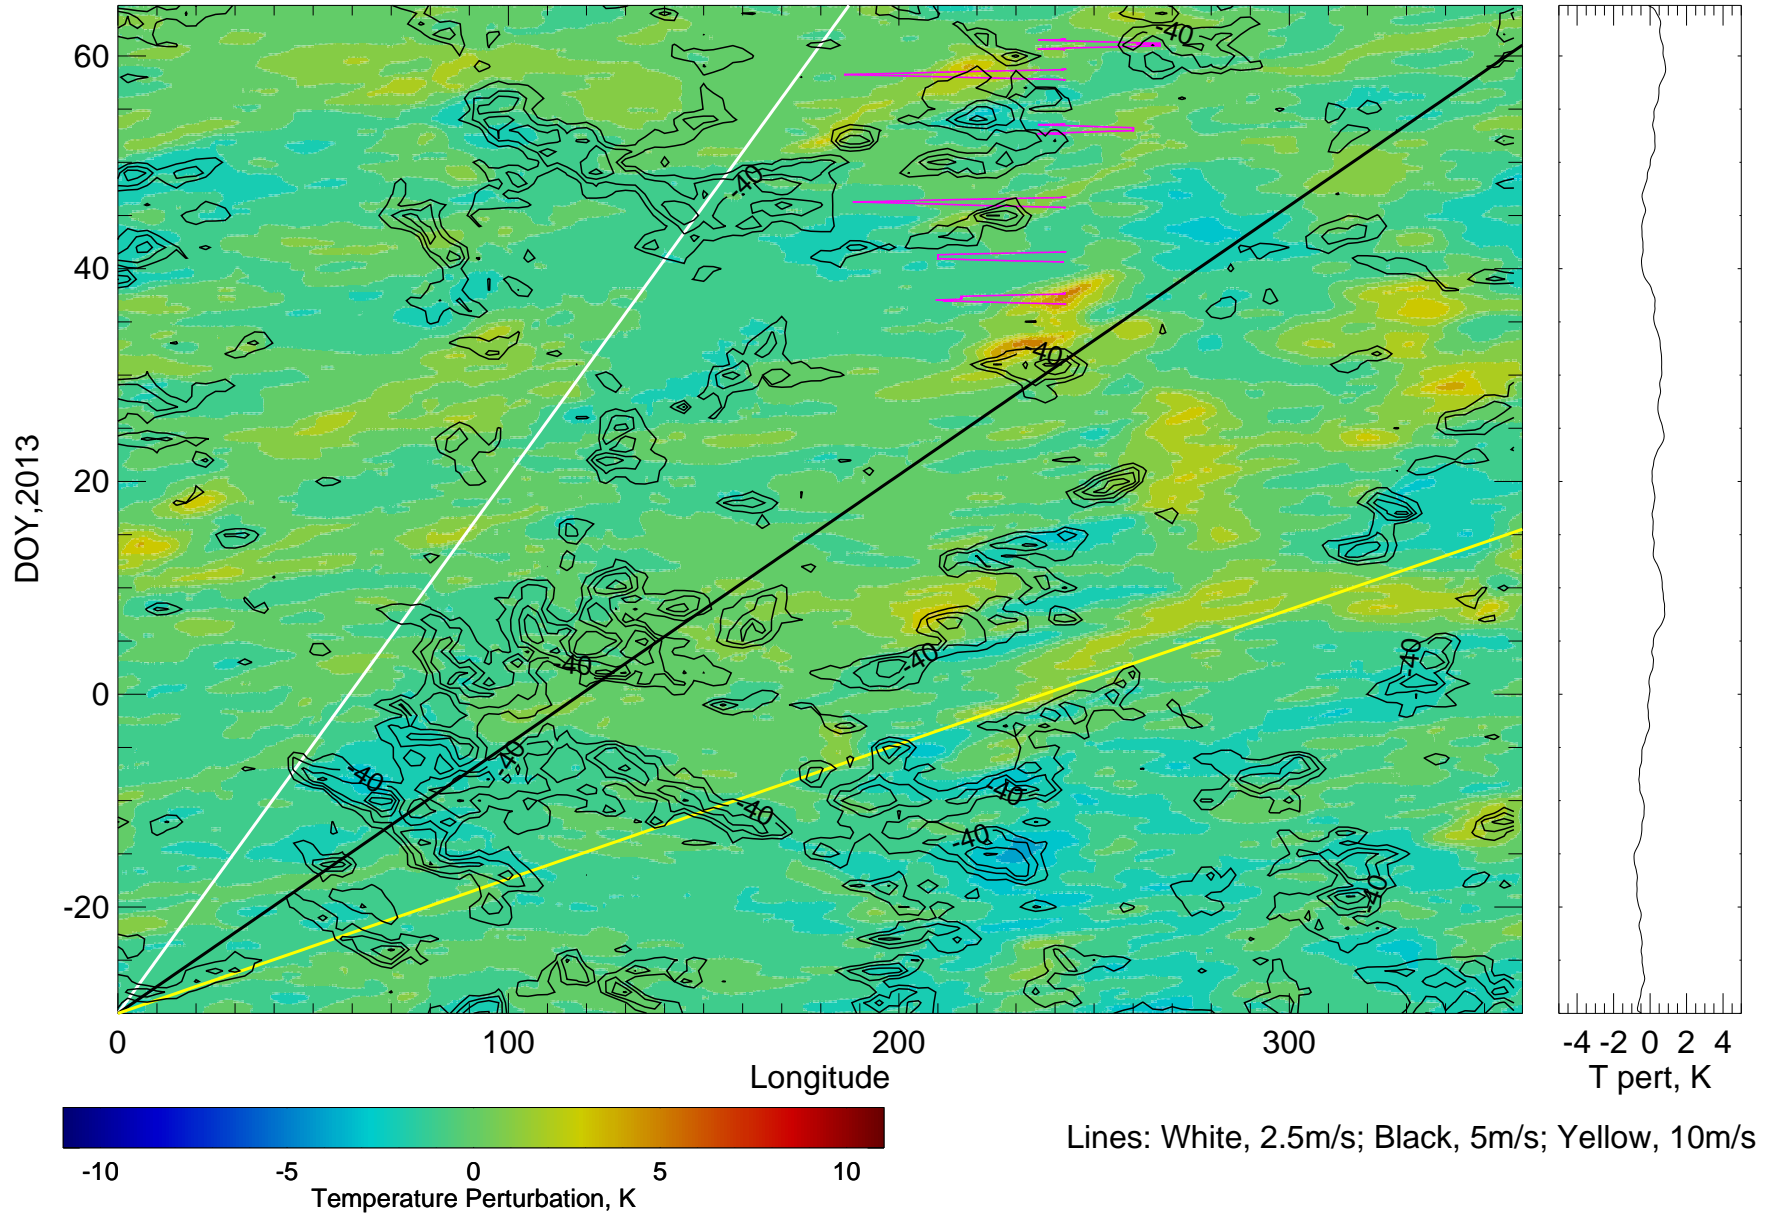 -40
60
-40
40
-40
DOY,2013
20
-40
-40
-40
0
-40
-40
-40
-40
-40
-40
-20
0 100 200 300
Longitude
-4 -2 0 2 4
T pert, K
-10 -5 0 5 10
Temperature Perturbation, K
Lines: White, 2.5m/s; Black, 5m/s; Yellow, 10m/s